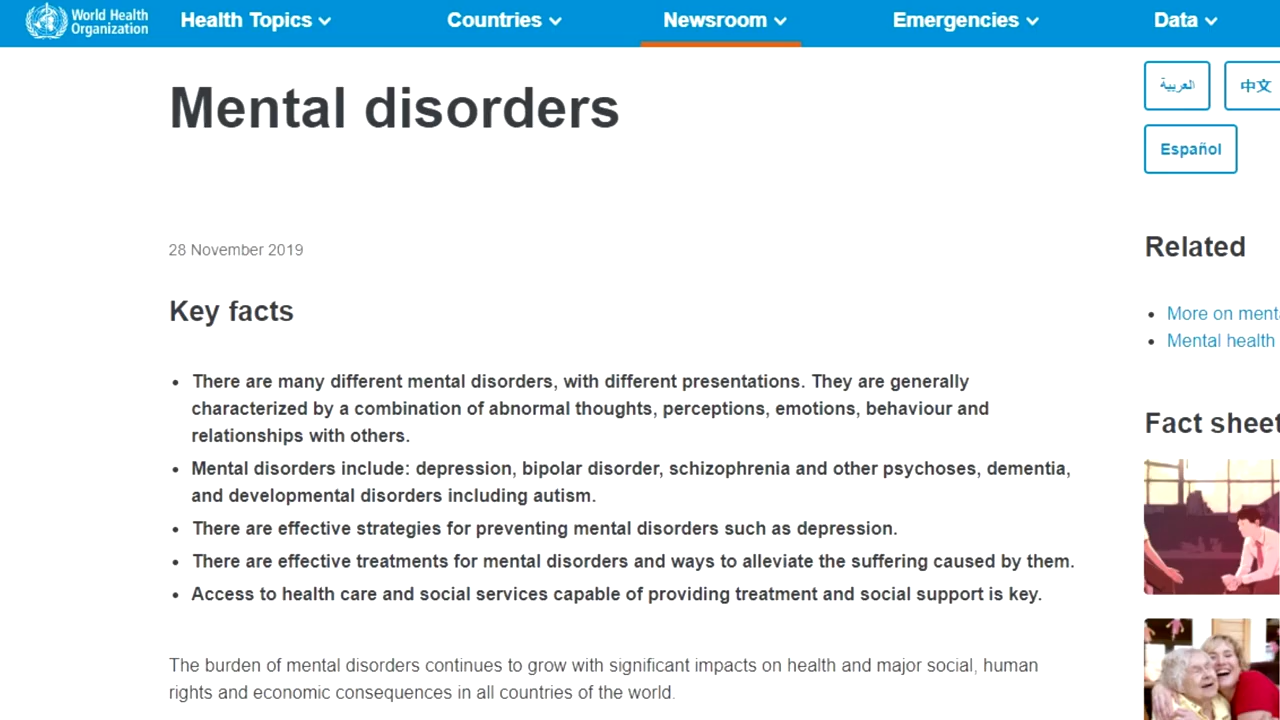 World Health
Organization
Health Topics
Countries
Newsroom
Emergencies
Data
Mental disorders
العربية
中文
Español
28 November 2019
Related
Key facts
More on
Mental health
There are many different mental disorders, with different presentations. They are generally
characterized by a combination of abnormal thoughts, perceptions, emotions, behaviour and
relationships with others.
Fact
Mental disorders include: depression, bipolar disorder, schizophrenia and other psychoses, dementia,
and developmental disorders including autism.
There are effective strategies for preventing mental disorders such as depression.
There are effective treatments for mental disorders and ways to alleviate the suffering caused by them.
Access to health care and social services capable of providing treatment and social support is key.
The burden of mental disorders continues to grow with significant impacts on health and major social, human
rights and economic consequences in all countries of the world.